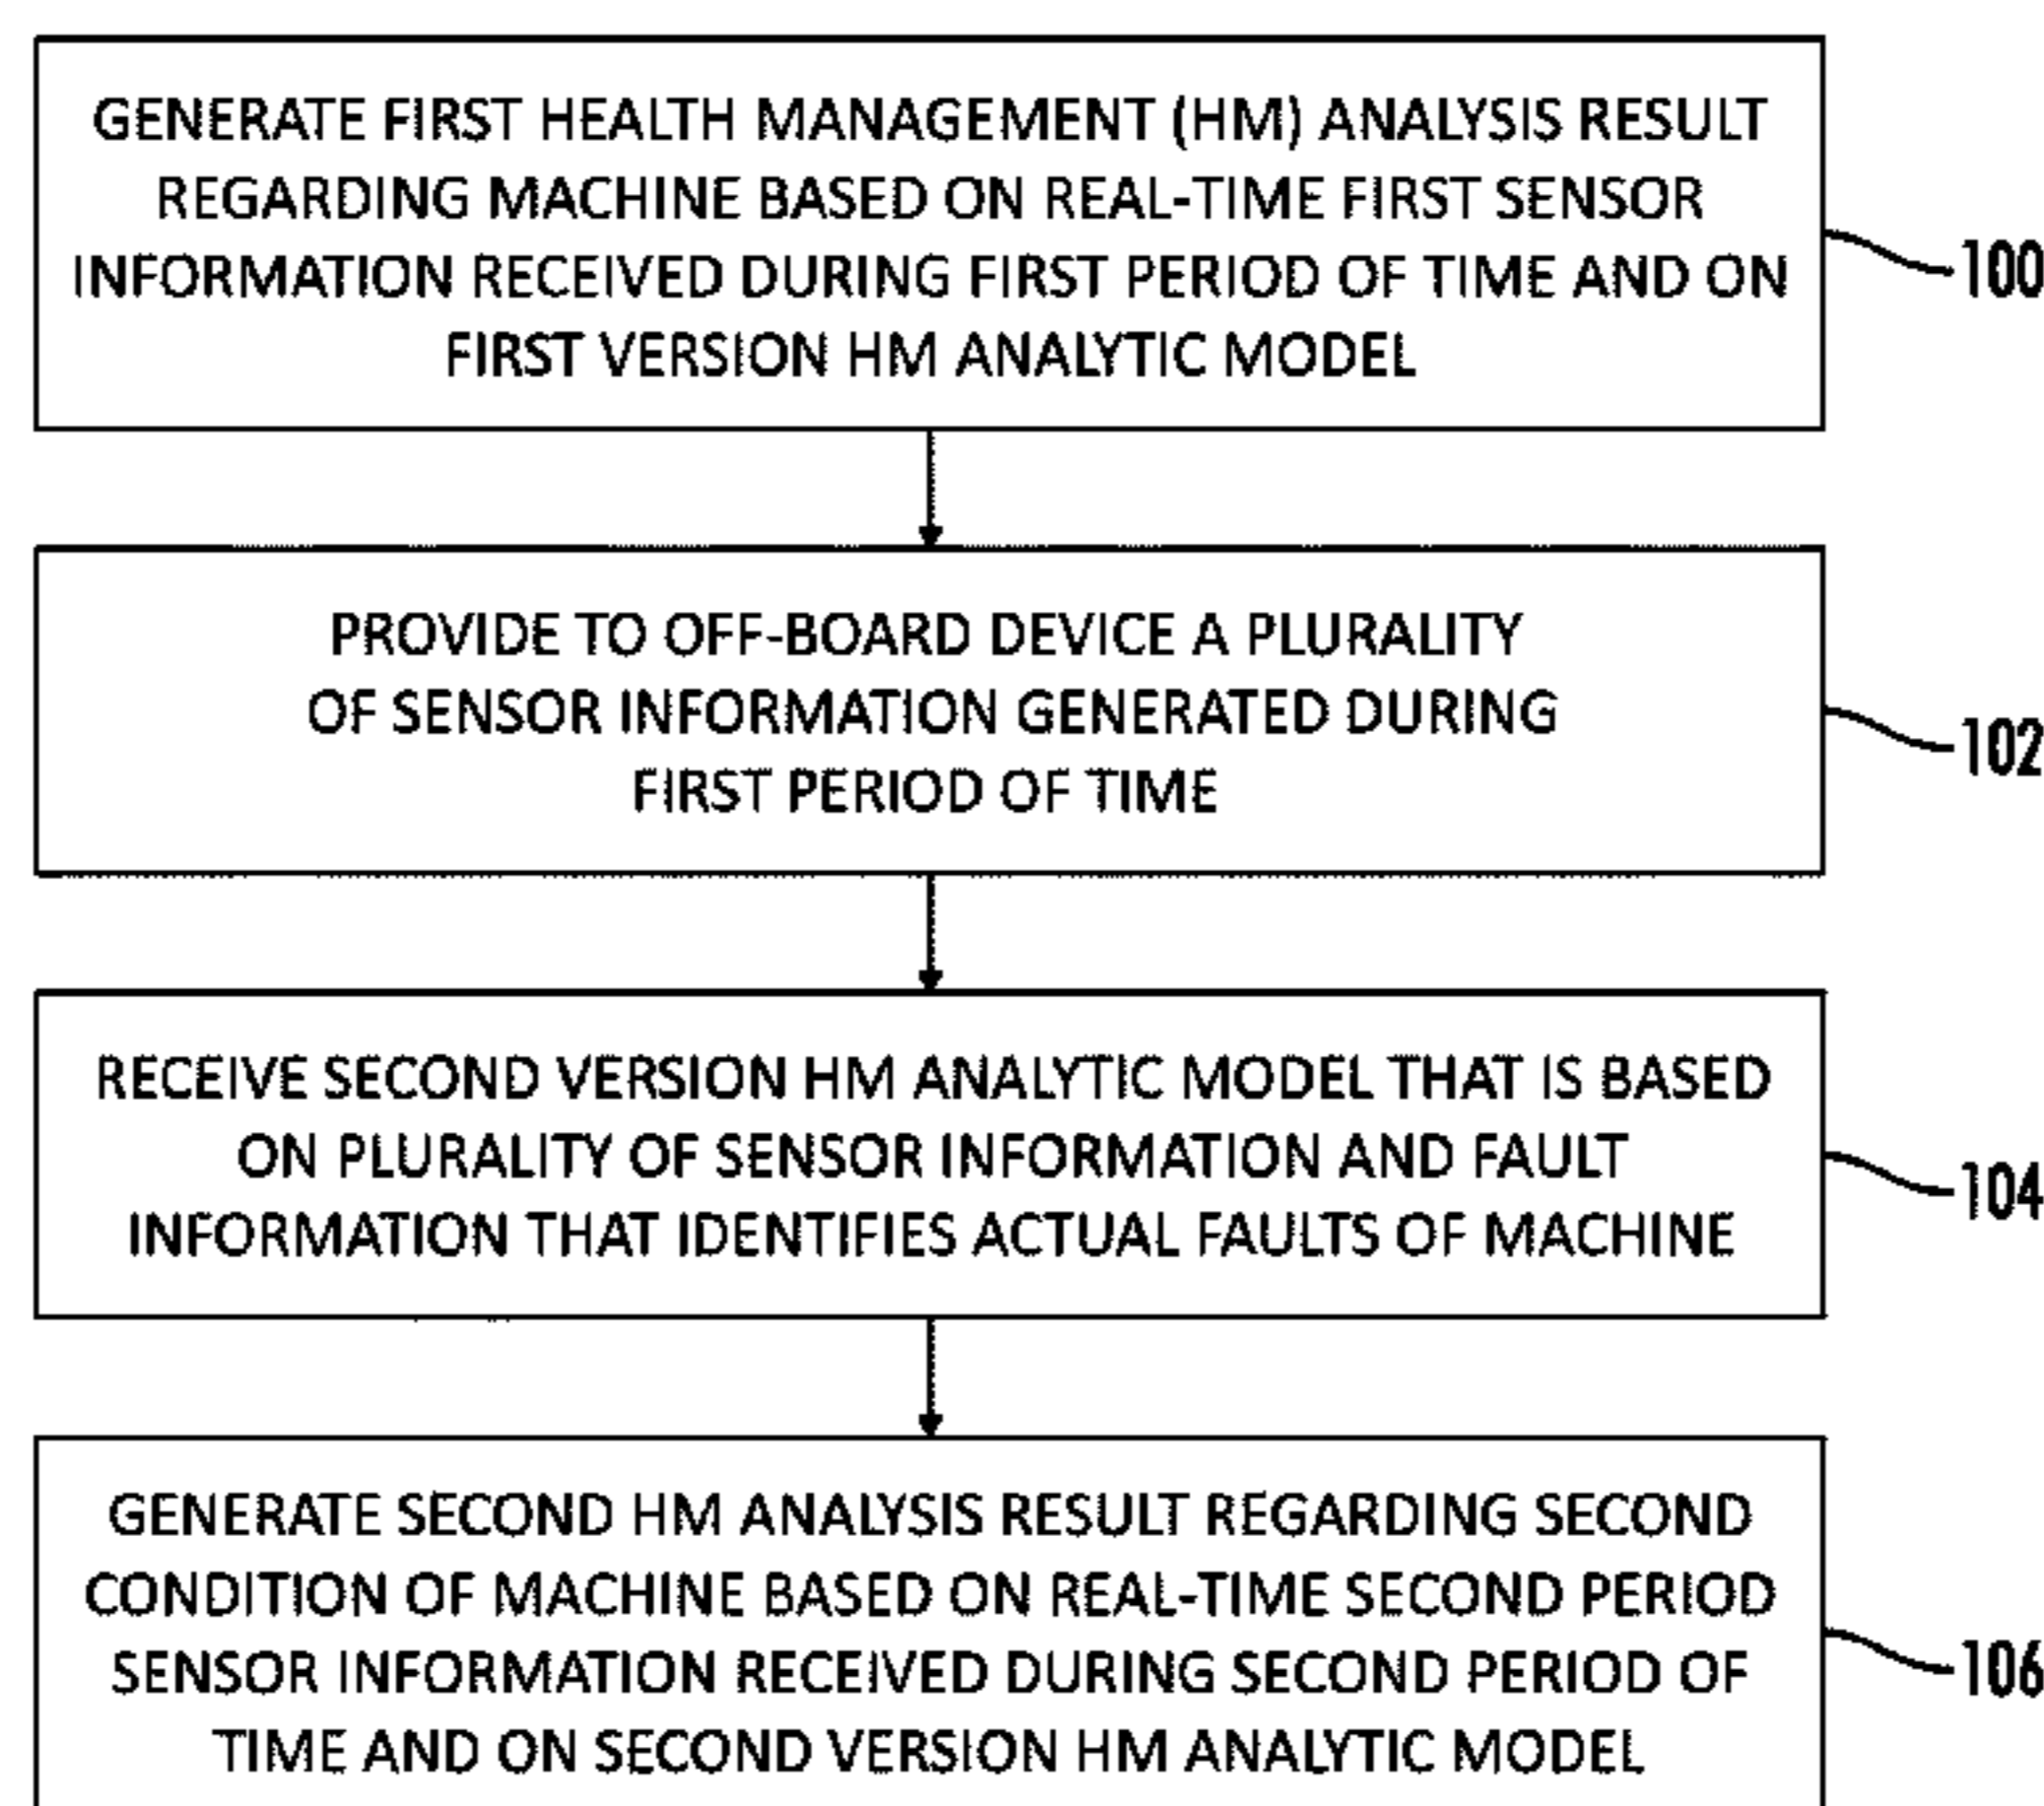 GENERATE FIRST HEALTH MANAGEMENT (HM) ANALYSIS RESULT
REGARDING MACHINE BASED ON REAL-TIME FIRST SENSOR
INFORMATION RECEIVED DURING FIRST PERIOD OF TIME AND ON
FIRST VERSION HM ANALYTIC MODEL
100
PROVIDE TO OFF-BOARD DEVICE A PLURALITY
OF SENSOR INFORMATION GENERATED DURING
FIRST PERIOD OF TIME
102
RECEIVE SECOND VERSION HM ANALYTIC MODEL THAT IS BASED
ON PLURALITY OF SENSOR INFORMATION AND FAULT
INFORMATION THAT IDENTIFIES ACTUAL FAULTS OF MACHINE
104
GENERATE SECOND HM ANALYSIS RESULT REGARDING SECOND
CONDITION OF MACHINE BASED ON REAL-TIME SECOND PERIOD
SENSOR INFORMATION RECEIVED DURING SECOND PERIOD OF
TIME AND ON SECOND VERSION HM ANALYTIC MODEL
106